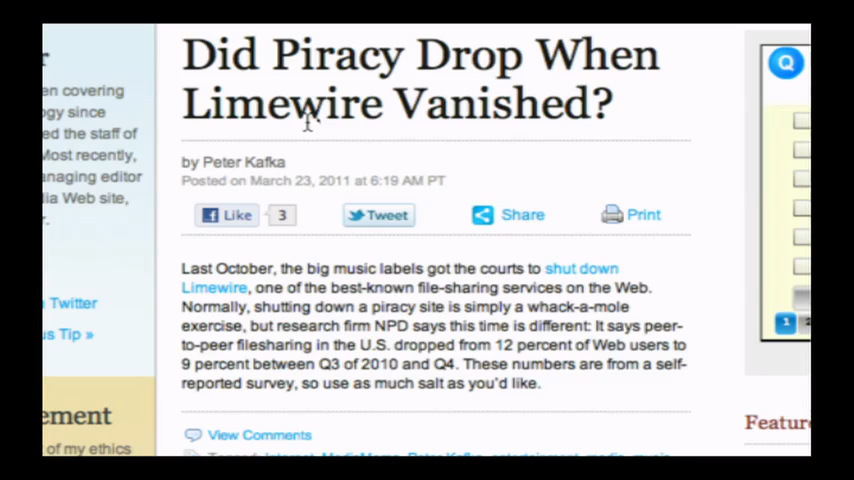 Did Piracy Drop When
Limewire Vanished?
by Peter Kafka
Posted on March 23, 2011 at 6:19 AM PT
Like 3 Tweet Share Print
Last October, the big music labels got the courts to shut down
Limewire, one of the best-known file-sharing services on the Web.
Normally, shutting down a piracy site is simply a whack-a-mole
exercise, but research firm NPD says this time is different: It says peer-
to-peer filesharing in the U.S. dropped from 12 percent of Web users to
9 percent between Q3 of 2010 and Q4. These numbers are from a self-
reported survey, so use as much salt as you'd like.
View Comments
en covering
ogy since
ed the staff of
Most recently,
anaging editor
dia Web site,
r.
Twitter
us Tip »
ement
of my ethics
Q
1 2
Feature